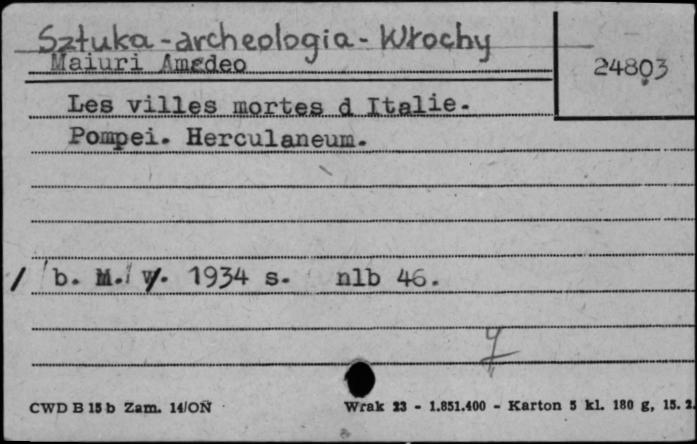 Sztuka - archeologia - Włochy
Maiuri Amedeo
24803
Les villes mortes d Italie.
Pompei. Herculaneum.
b. M. w. 1934 s. nlb 46.
CWD B 15 b Zam. 14/ON Wrak 23 - 1.851.400 - Karton 5 kl. 180 g, 15. 2.